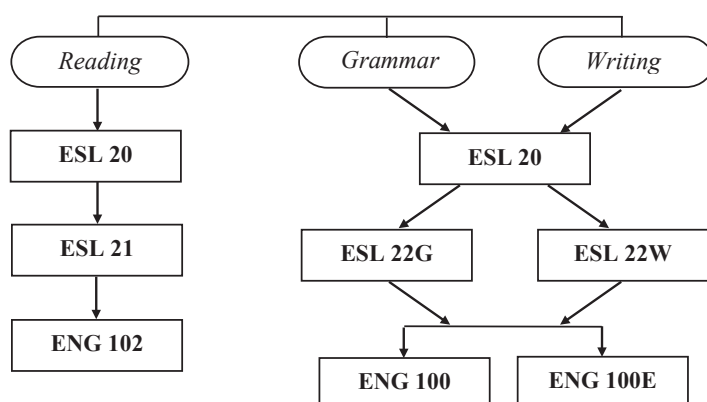 Reading
Grammar
Writing
ESL 20
ESL 20
ESL 21
ESL 22G
ESL 22W
ENG 102
ENG 100
ENG 100E